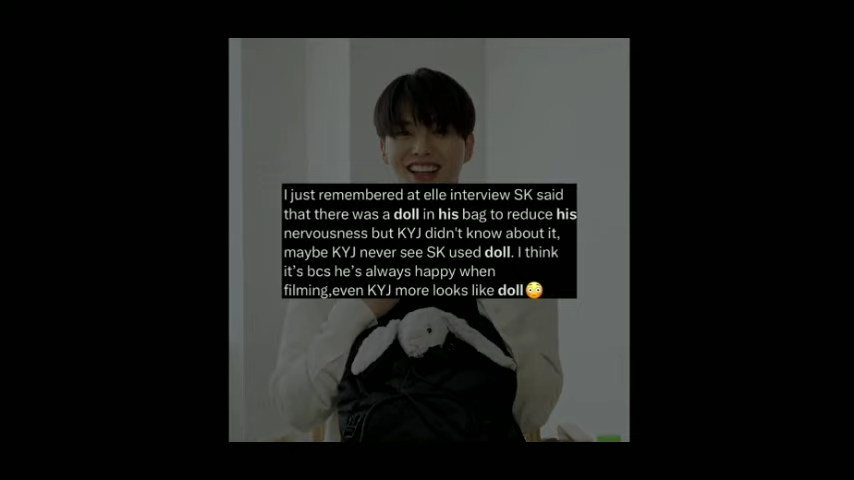 I just remembered at elle interview SK said
that there was a doll in his bag to reduce his
nervousness but KYJ didn't know about it,
maybe KYJ never see SK used doll. I think
it's bcs he's always happy when
filming,even KYJ more looks like doll😳